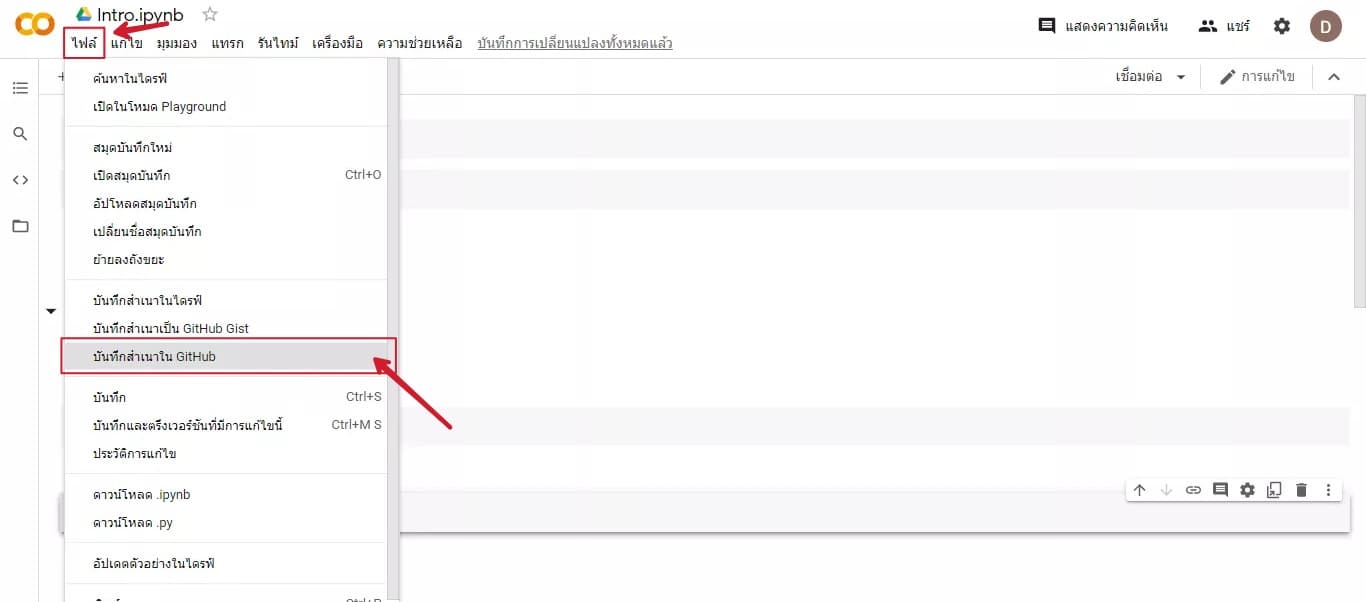 Intro.ipynb
ไฟล์ แก้ไข มุมมอง แทรก รันไทม์ เครื่องมือ ความช่วยเหลือ บันทึกการเปลี่ยนแปลงทั้งหมดแล้ว
แสดงความคิดเห็น แชร์ D
เชื่อมต่อ การแก้ไข
ค้นหาในไดรฟ์
เปิดในโหมด Playground
สมุดบันทึกใหม่
เปิดสมุดบันทึก Ctrl+O
อัปโหลดสมุดบันทึก
เปลี่ยนชื่อสมุดบันทึก
ย้ายลงถังขยะ
บันทึกสำเนาในไดรฟ์
บันทึกสำเนาเป็น GitHub Gist
บันทึกสำเนาใน GitHub
บันทึก Ctrl+S
บันทึกและตรึงเวอร์ชันที่มีการแก้ไขนี้ Ctrl+M S
ประวัติการแก้ไข
ดาวน์โหลด .ipynb
ดาวน์โหลด .py
อัปเดตตัวอย่างในไดรฟ์